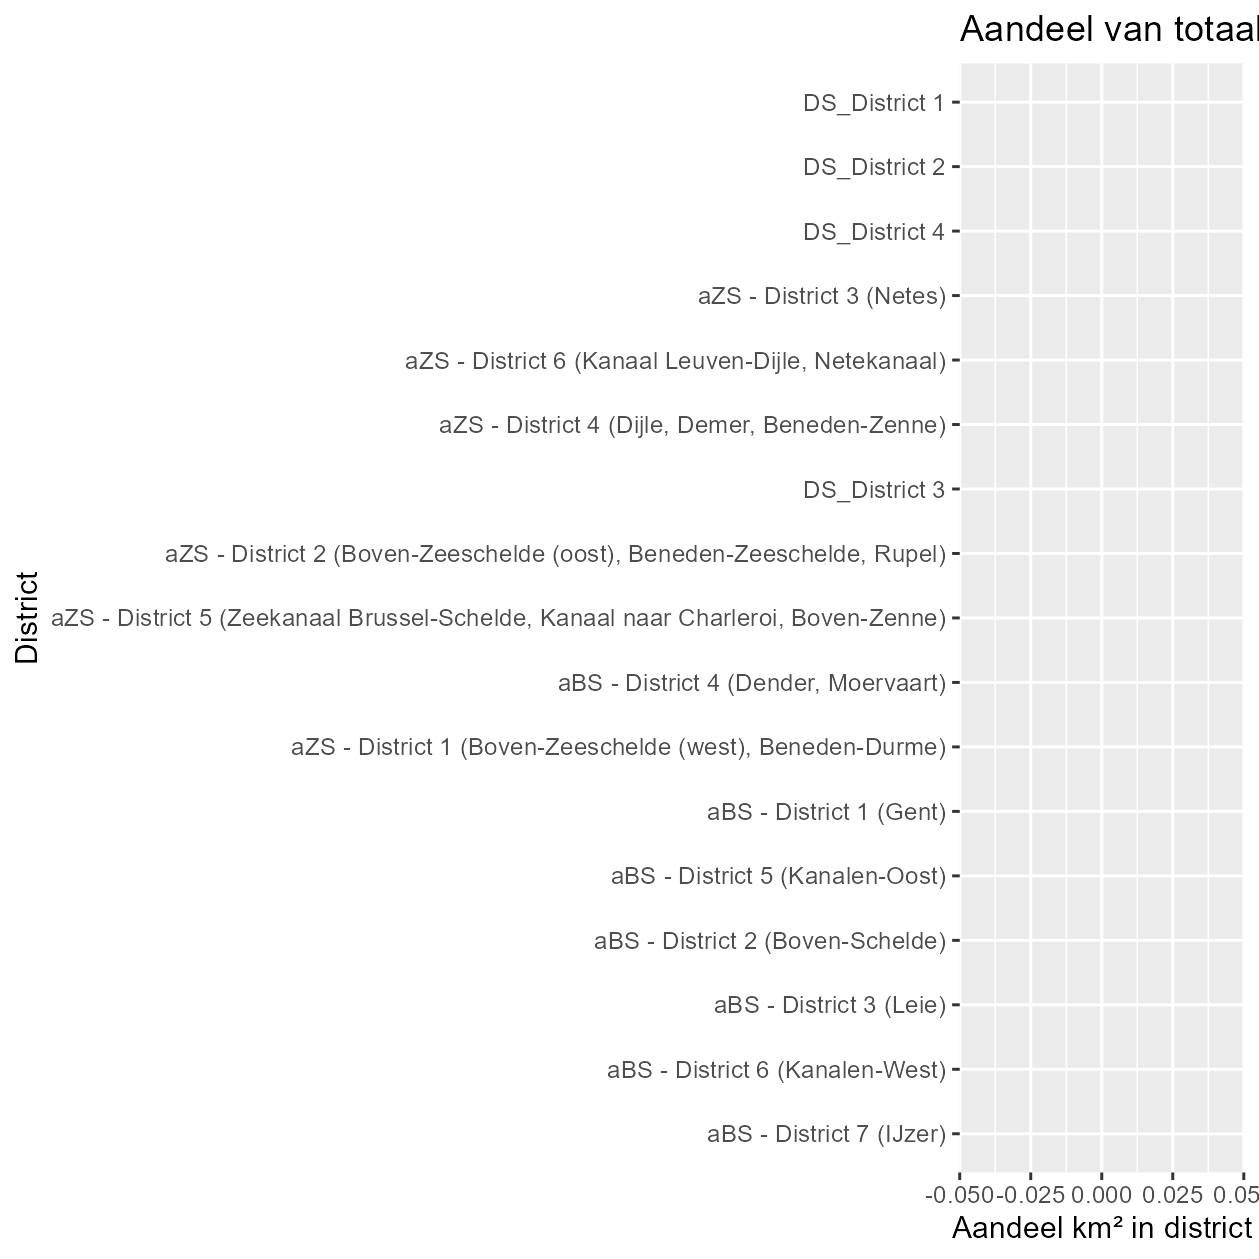 Aandeel van totaal
DS_District 1
DS_District 2
DS_District 4
aZS - District 3 (Netes)
aZS - District 6 (Kanaal Leuven-Dijle, Netekanaal)
aZS - District 4 (Dijle, Demer, Beneden-Zenne)
DS_District 3
aZS - District 2 (Boven-Zeeschelde (oost), Beneden-Zeeschelde, Rupel)
District
aZS - District 5 (Zeekanaal Brussel-Schelde, Kanaal naar Charleroi, Boven-Zenne)
aBS - District 4 (Dender, Moervaart)
aZS - District 1 (Boven-Zeeschelde (west), Beneden-Durme)
aBS - District 1 (Gent)
aBS - District 5 (Kanalen-Oost)
aBS - District 2 (Boven-Schelde)
aBS - District 3 (Leie)
aBS - District 6 (Kanalen-West)
aBS - District 7 (IJzer)
-0.050 -0.025 0.000 0.025 0.05
Aandeel km² in district